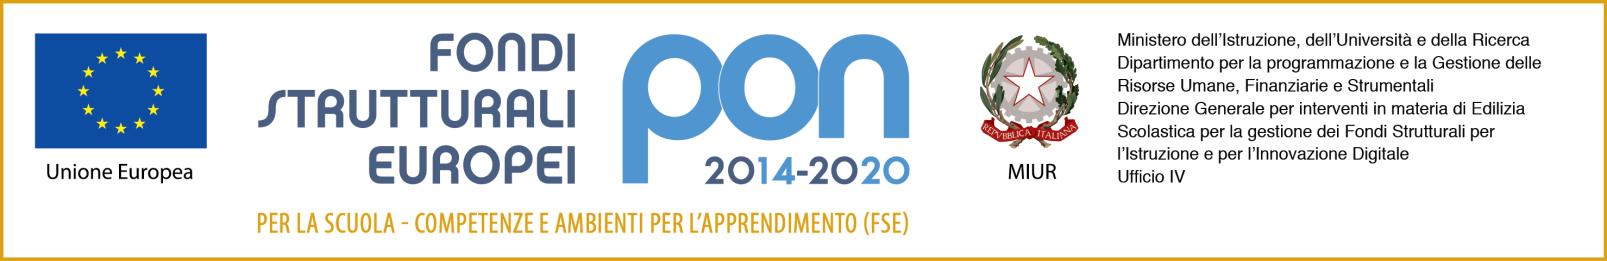 Unione Europea
FONDI
STRUTTURALI
EUROPEI
pon
2014-2020
PER LA SCUOLA - COMPETENZE E AMBIENTI PER L'APPRENDIMENTO (FSE)
REPVBBLICA ITALIANA
MIUR
Ministero dell'Istruzione, dell'Università e della Ricerca
Dipartimento per la programmazione e la Gestione delle
Risorse Umane, Finanziarie e Strumentali
Direzione Generale per interventi in materia di Edilizia
Scolastica per la gestione dei Fondi Strutturali per
l'Istruzione e per l'Innovazione Digitale
Ufficio IV